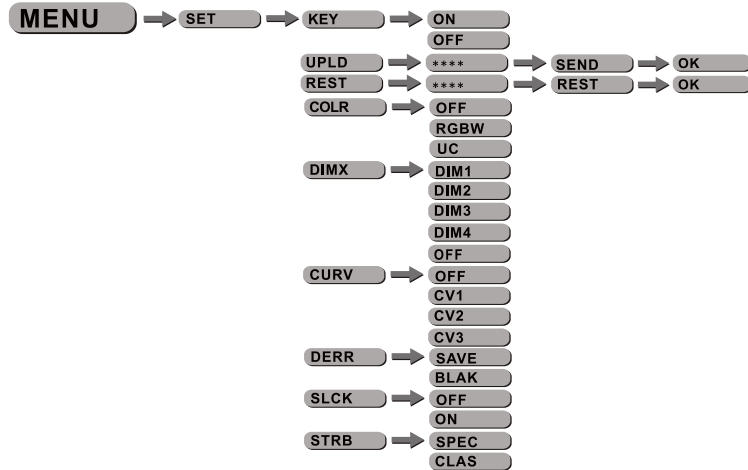 MENU SET KEY ON
OFF
UPLD **** SEND OK
REST **** REST OK
COLR OFF
RGBW
UC
DIMX DIM1
DIM2
DIM3
DIM4
OFF
CURV OFF
CV1
CV2
CV3
DERR SAVE
BLAK
SLCK OFF
ON
STRB SPEC
CLAS